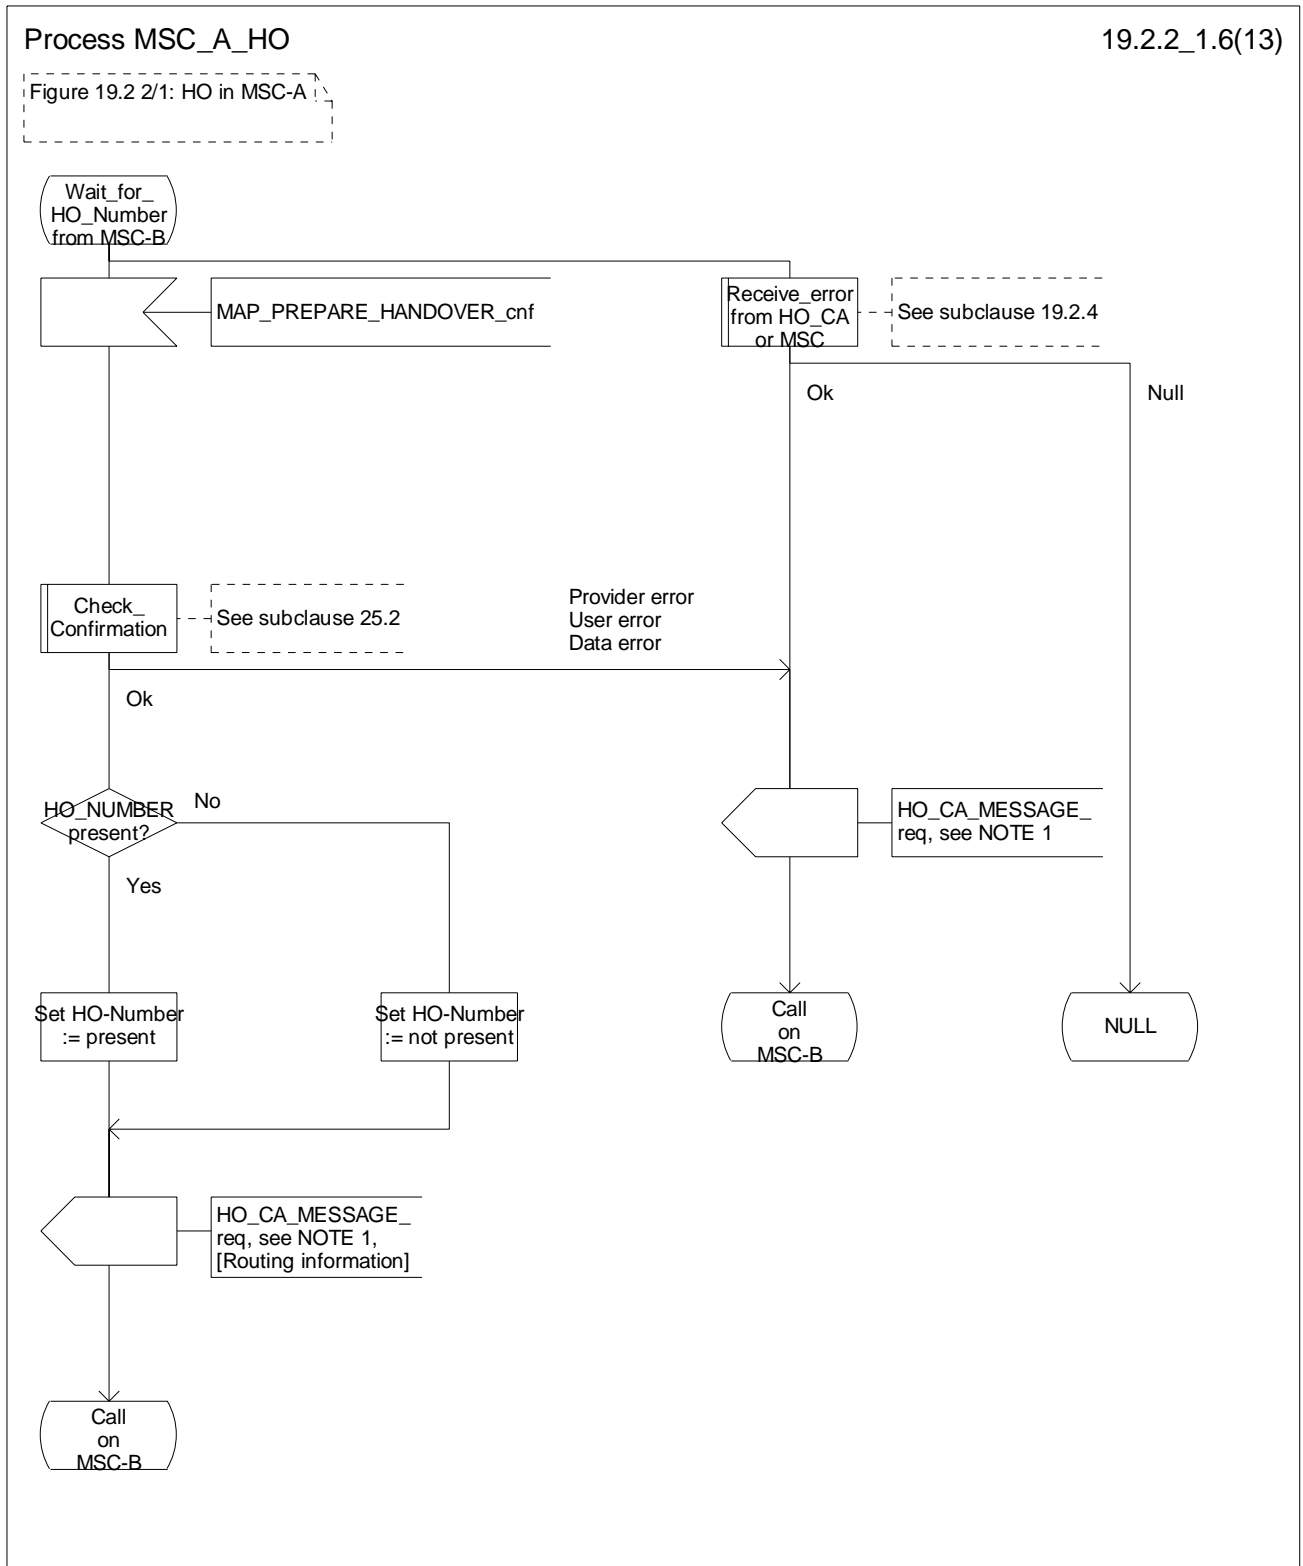 Process MSC_A_HO
19.2.2_1.6(13)
Figure 19.2 2/1: HO in MSC-A
Wait_for_
HO_Number
from MSC-B
MAP_PREPARE_HANDOVER_cnf
Receive_error
from HO_CA
or MSC
See subclause 19.2.4
Ok
Null
Check_
Confirmation
See subclause 25.2
Provider error
User error
Data error
Ok
HO_NUMBER
present?
No
HO_CA_MESSAGE_
req, see NOTE 1
Yes
Set HO-Number
:= present
Set HO-Number
:= not present
Call
on
MSC-B
NULL
HO_CA_MESSAGE_
req, see NOTE 1,
[Routing information]
Call
on
MSC-B